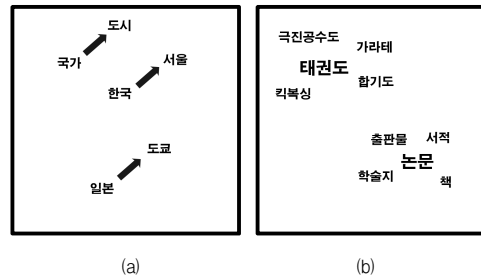 도시
국가
서울
한국
도쿄
일본
(a)
극진공수도
가라테
태권도
합기도
킥복싱
출판물
서적
논문
학술지
책
(b)